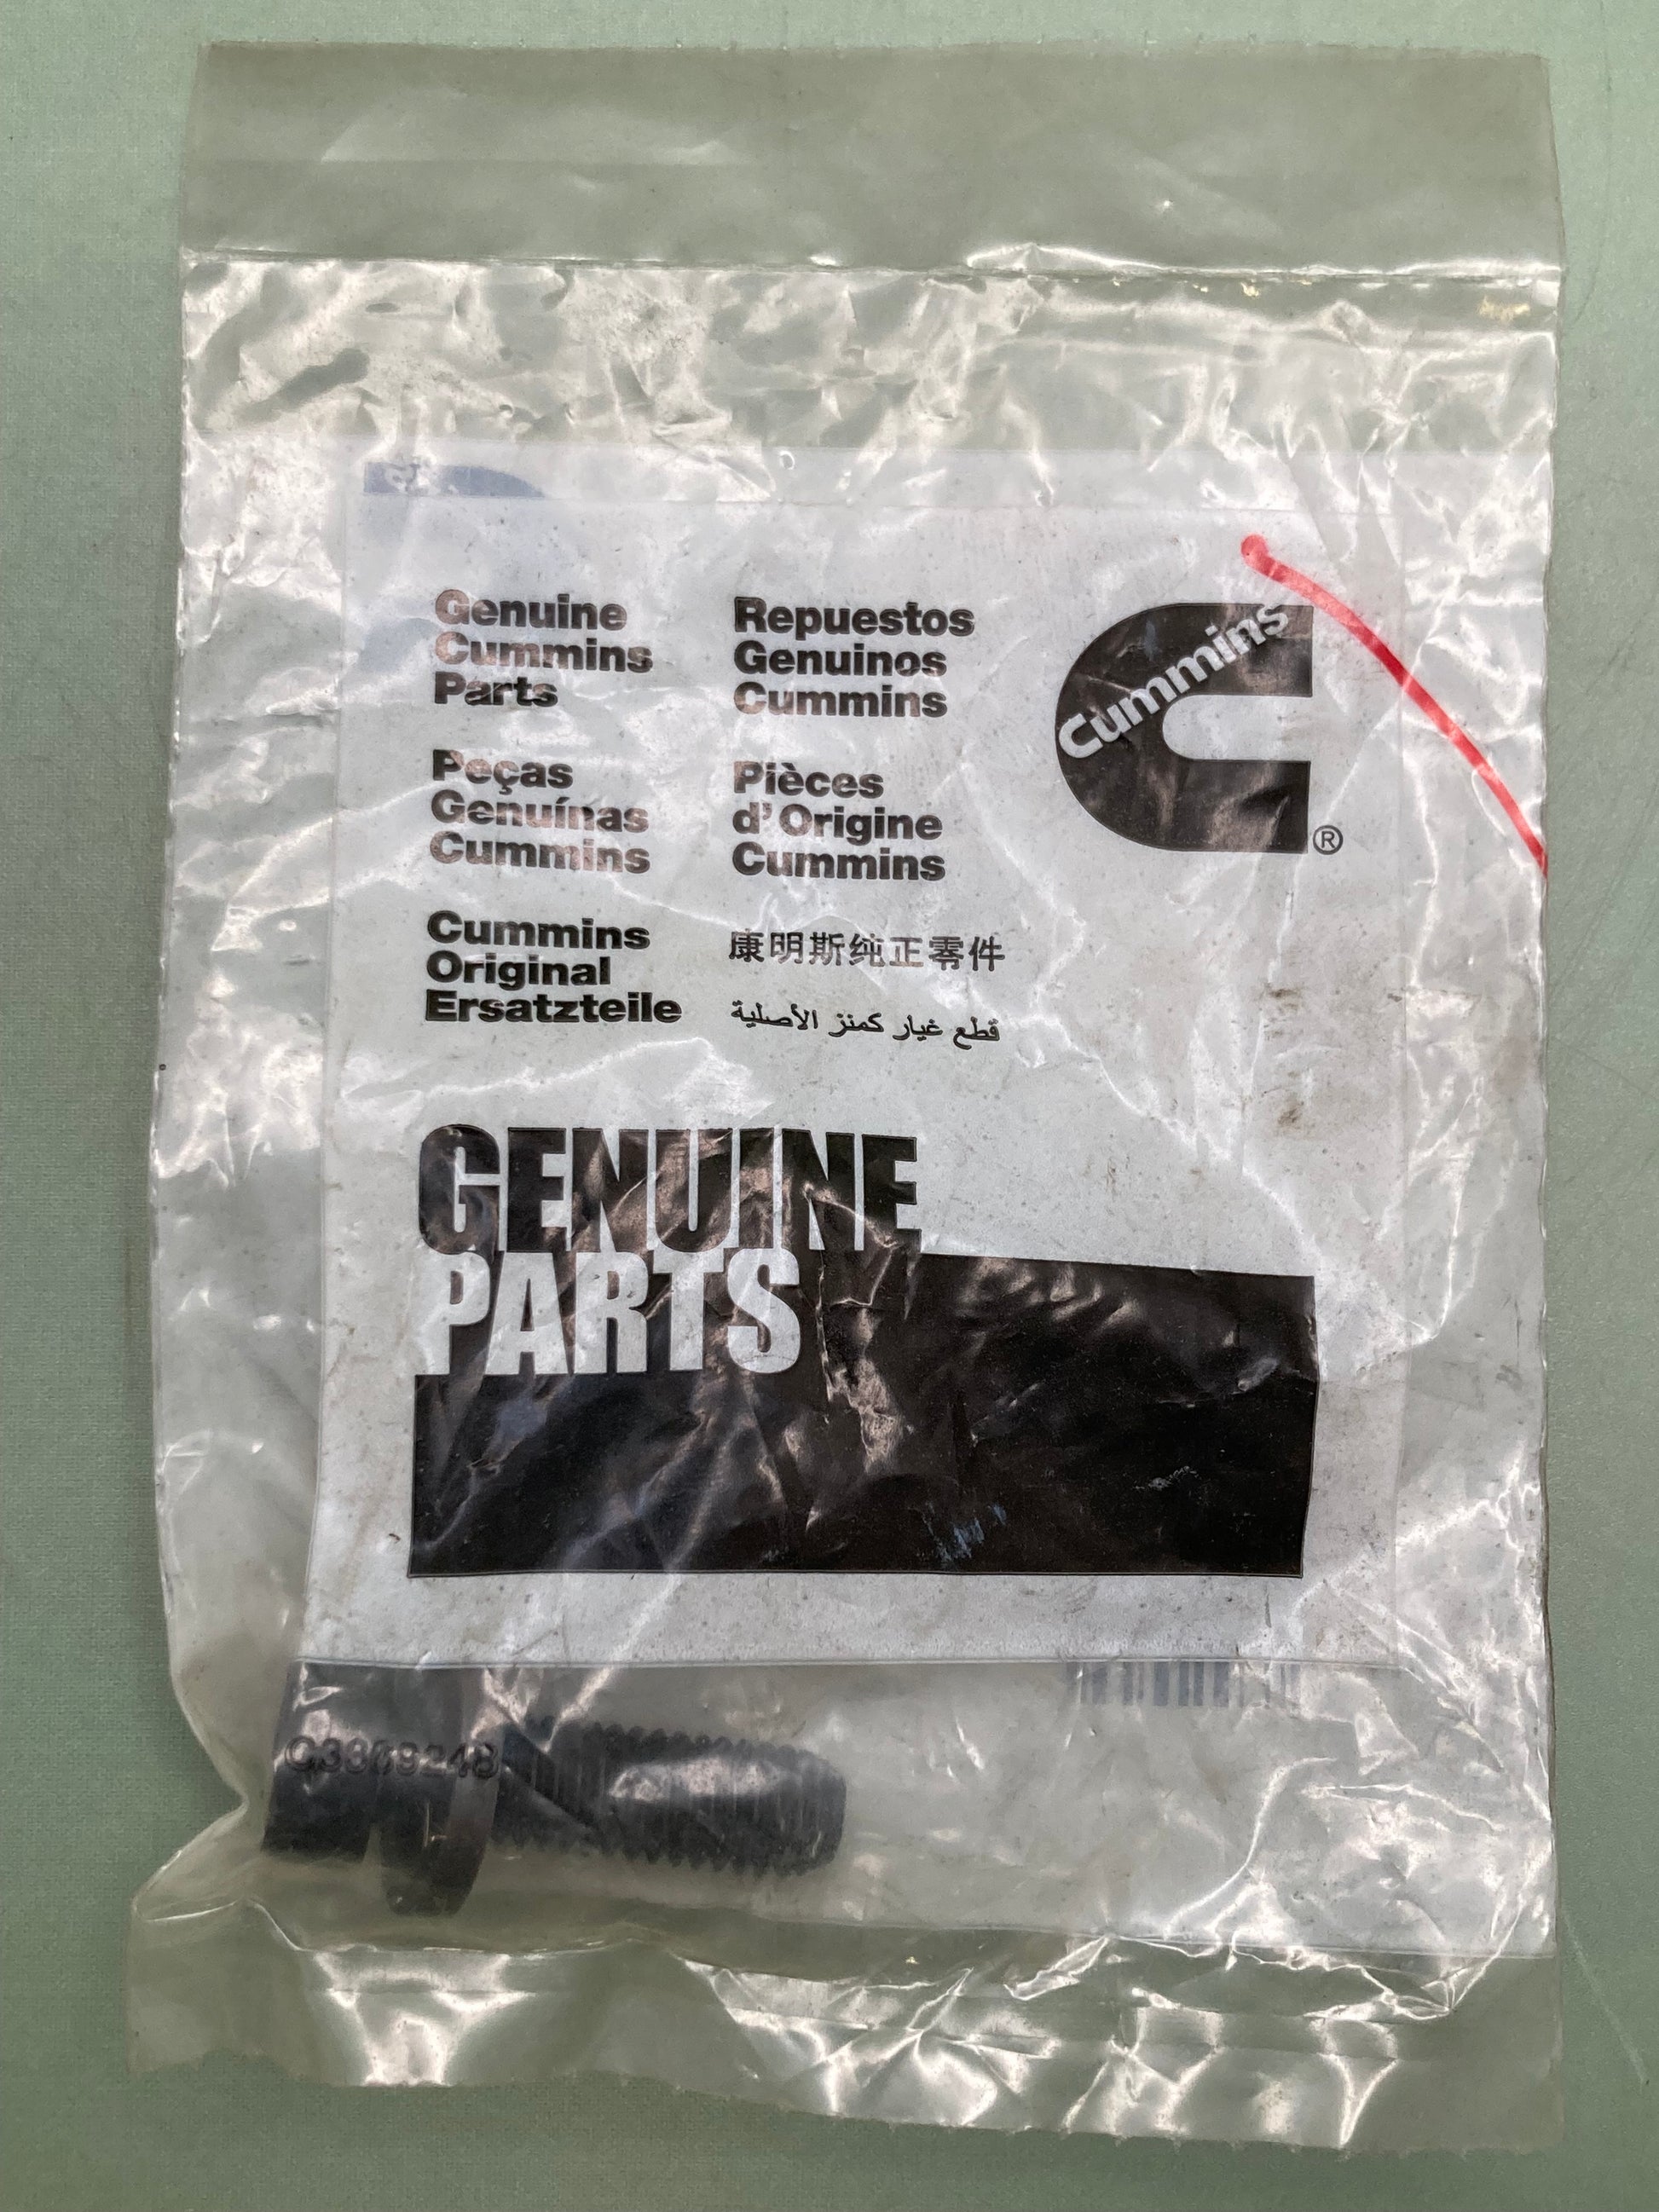 Genuine
Cummins
Parts
Repuestos
Genuinos
Cummins
Cummins
®
Peças
Genuínas
Cummins
Pièces
d'Origine
Cummins
Cummins
Original
Ersatzteile
康明斯纯正零件
قطع غيار كمنز الأصلية
GENUINE
PARTS